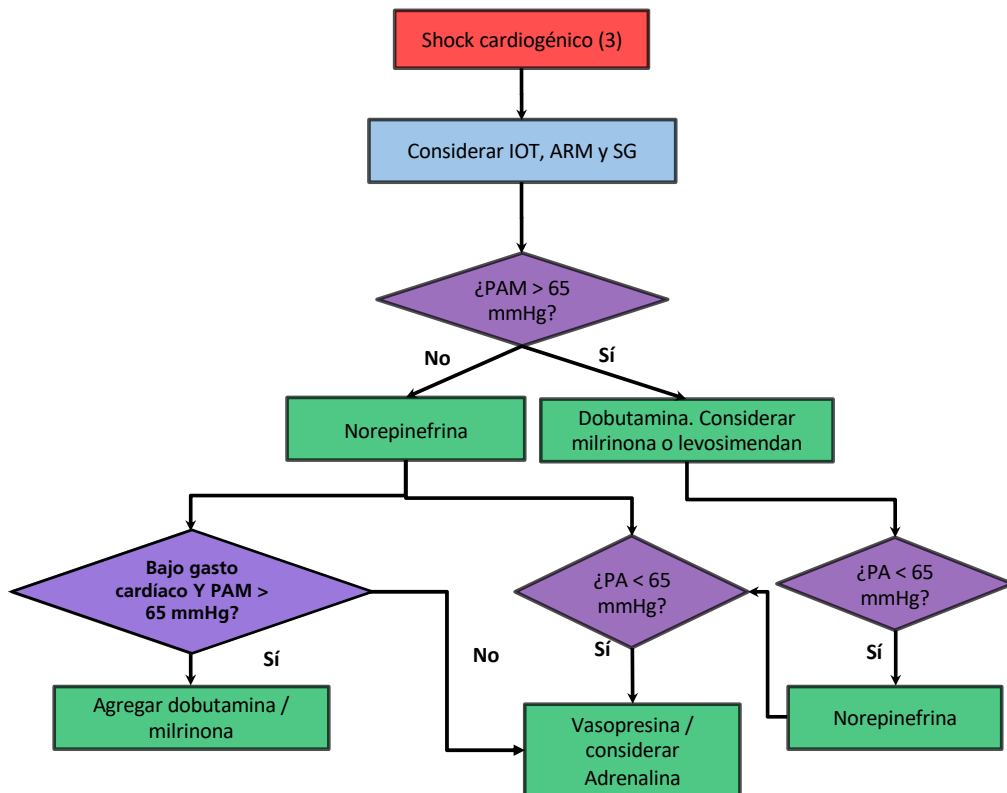 Shock cardiogénico (3)
Considerar IOT, ARM y SG
¿PAM > 65
mmHg?
No
Sí
Norepinefrina
Dobutamina. Considerar
milrinona o levosimendan
Bajo gasto
cardíaco Y PAM >
65 mmHg?
¿PA < 65
mmHg?
¿PA < 65
mmHg?
Sí
No
Sí
Sí
Agregar dobutamina /
milrinona
Vasopresina /
considerar
Adrenalina
Norepinefrina